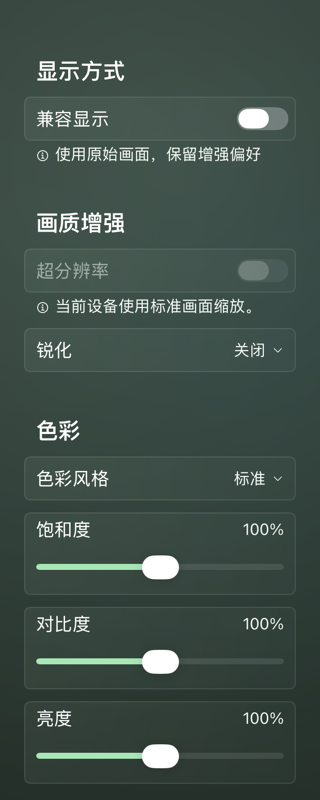 显示方式
兼容显示
使用原始画面，保留增强偏好
画质增强
超分辨率
当前设备使用标准画面缩放。
锐化 关闭
色彩
色彩风格 标准
饱和度 100%
对比度 100%
亮度 100%